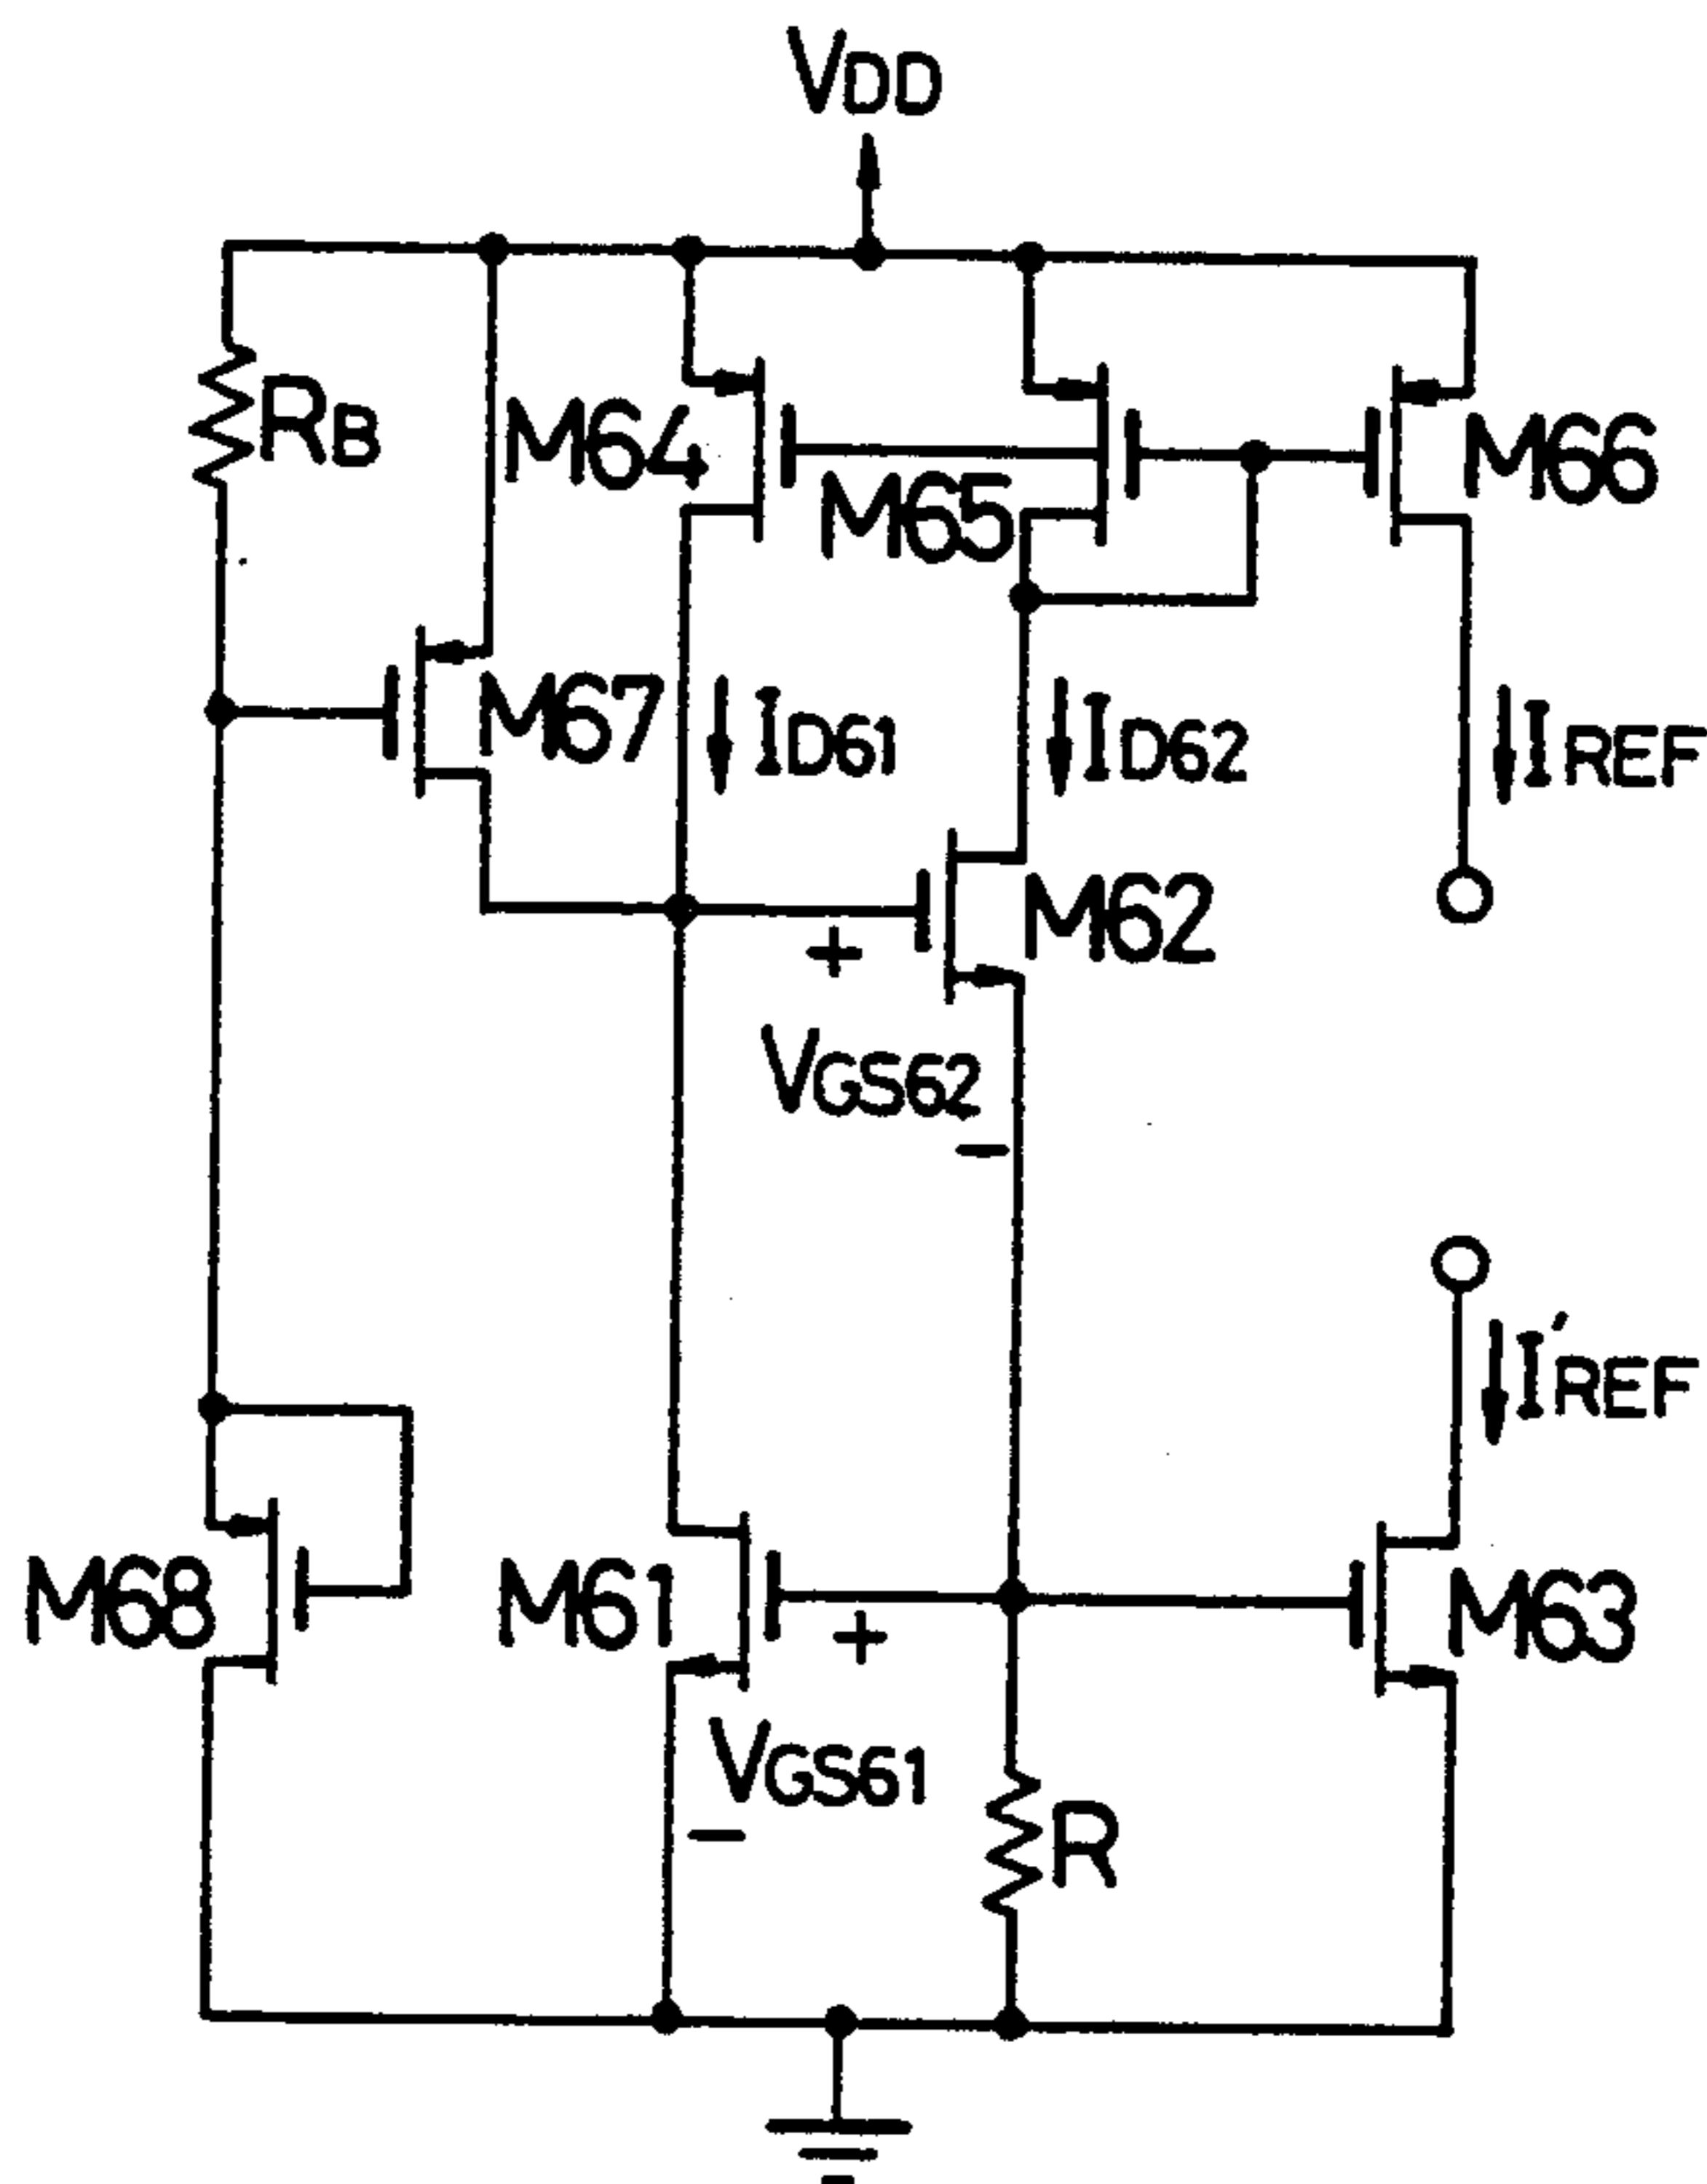 VDD
RB
M64
M65
M66
M67
ID61
ID62
IREF
+
M62
VGS62
−
I'REF
M68
M61
+
M63
VGS61
−
R